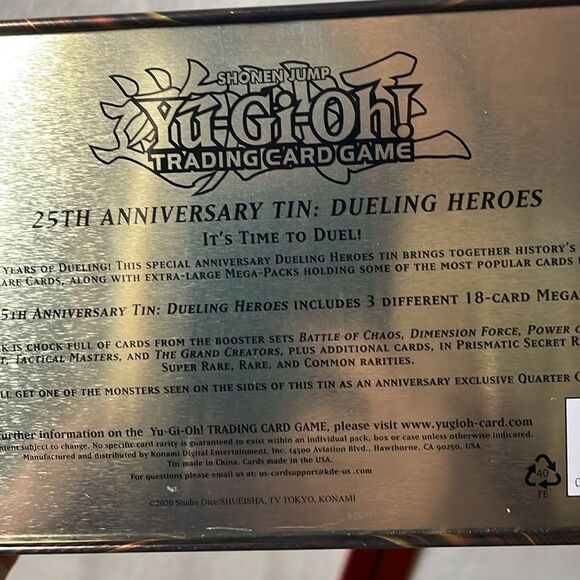 SHONEN JUMP
Yu-Gi-Oh!
TRADING CARD GAME
25TH ANNIVERSARY TIN: DUELING HEROES
IT'S TIME TO DUEL!
YEARS OF DUELING! THIS SPECIAL ANNIVERSARY DUELING HEROES TIN BRINGS TOGETHER HISTORY'S
ARE CARDS, ALONG WITH EXTRA-LARGE MEGA-PACKS HOLDING SOME OF THE MOST POPULAR CARDS
5TH ANNIVERSARY TIN: DUELING HEROES INCLUDES 3 DIFFERENT 18-CARD MEGA
K IS CHOCK FULL OF CARDS FROM THE BOOSTER SETS BATTLE OF CHAOS, DIMENSION FORCE, POWER
T, TACTICAL MASTERS, AND THE GRAND CREATORS, PLUS ADDITIONAL CARDS, IN PRISMATIC SECRET R
SUPER RARE, RARE, AND COMMON RARITIES.
LL GET ONE OF THE MONSTERS SEEN ON THE SIDES OF THIS TIN AS AN ANNIVERSARY EXCLUSIVE QUARTER C
further information on the Yu-Gi-Oh! TRADING CARD GAME, please visit www.yugioh-card.com
ntent subject to change. No specific card rarity is guaranteed to exist within an individual pack, box or case unless otherwise indicated.
Manufactured and distributed by Konami Digital Entertainment, Inc. 14500 Aviation Blvd., Hawthorne, CA 90250, USA.
Tin made in China. Cards made in the USA.
For questions please email us at: us-cardsupport@kde-us .com
©2020 Studio Dice/SHUEISHA, TV TOKYO, KONAMI
40
FE